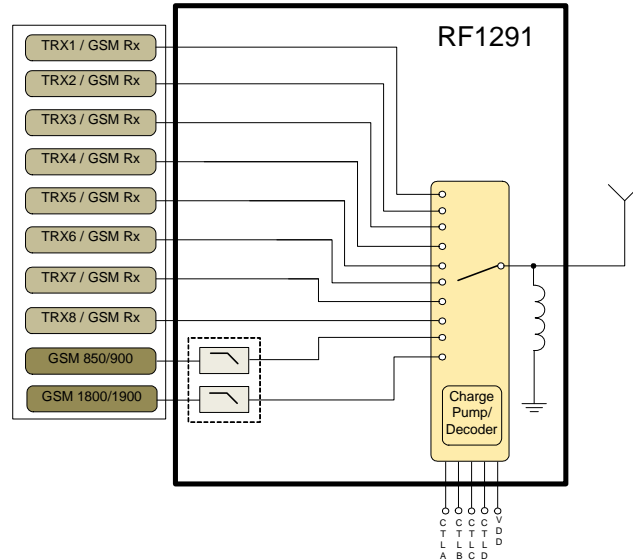 RF1291
TRX1 / GSM Rx
TRX2 / GSM Rx
TRX3 / GSM Rx
TRX4 / GSM Rx
TRX5 / GSM Rx
TRX6 / GSM Rx
TRX7 / GSM Rx
TRX8 / GSM Rx
GSM 850/900
GSM 1800/1900
Charge
Pump/
Decoder
CTLA
CTLB
CTLC
CTLD
VDD